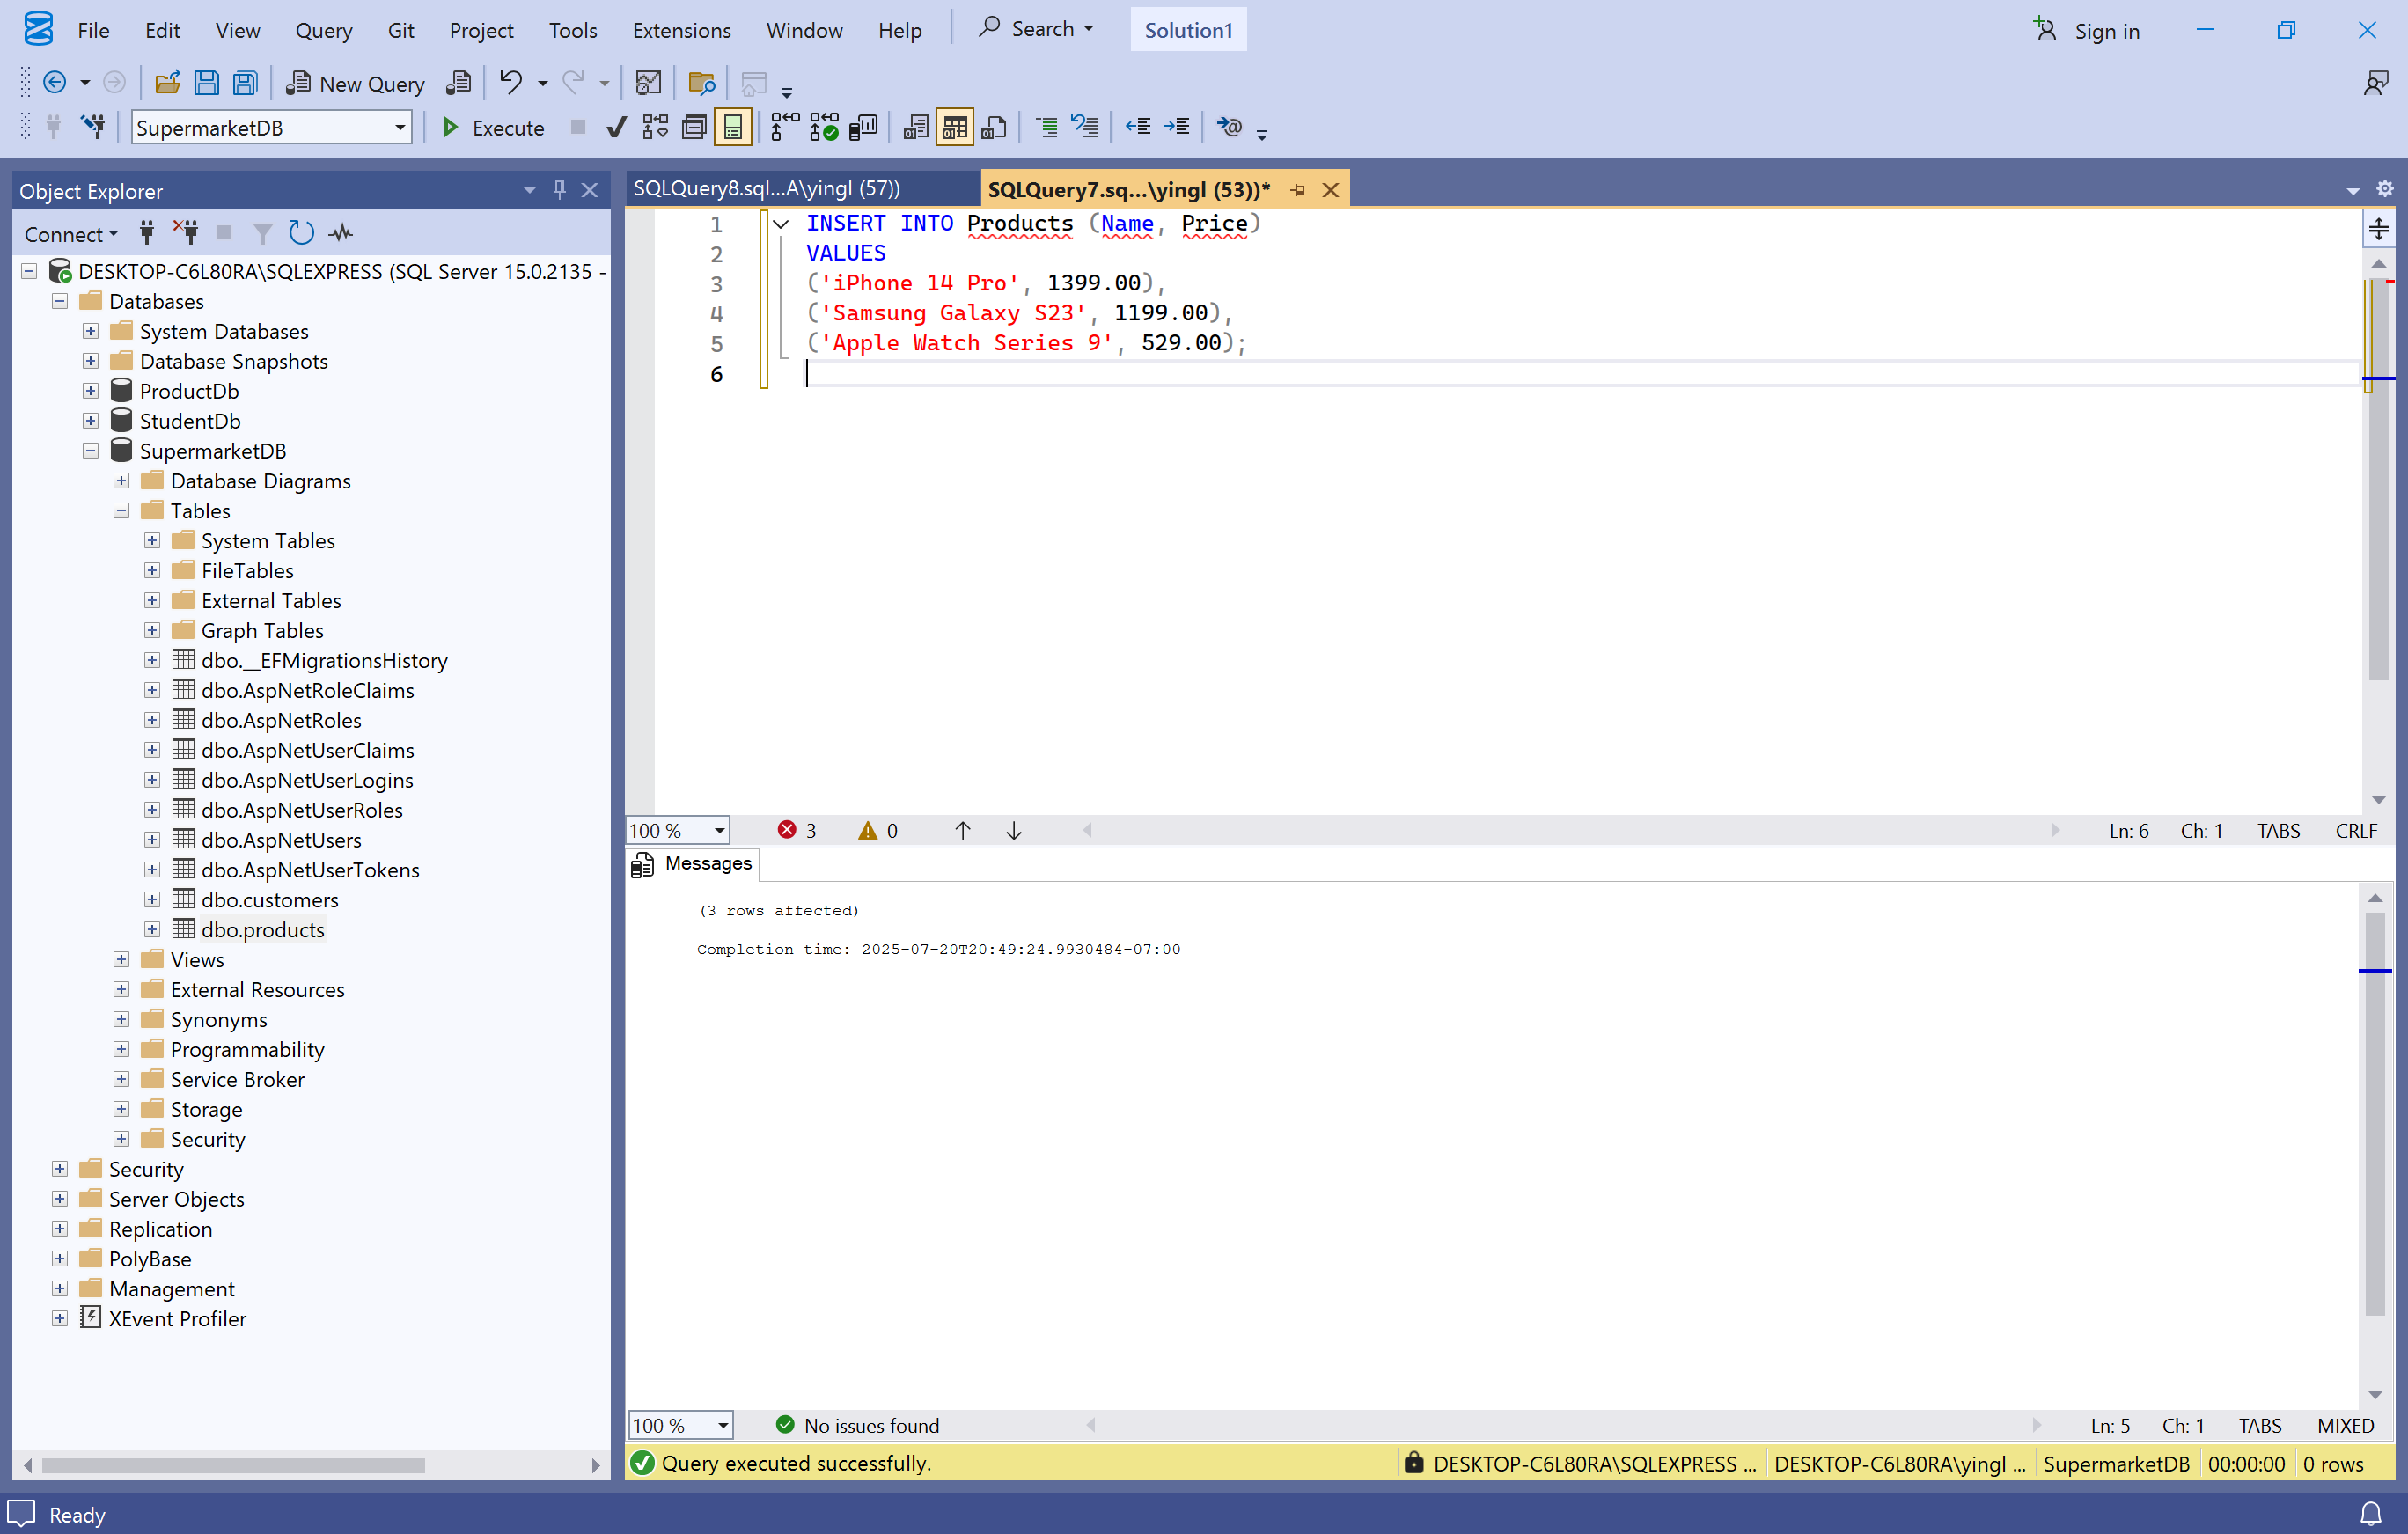 File Edit View Query Git Project Tools Extensions Window Help Search Solution1 Sign in
New Query
SupermarketDB Execute
Object Explorer
Connect
DESKTOP-C6L80RA\SQLEXPRESS (SQL Server 15.0.2135 -
Databases
System Databases
Database Snapshots
ProductDb
StudentDb
SupermarketDB
Database Diagrams
Tables
System Tables
FileTables
External Tables
Graph Tables
dbo.__EFMigrationsHistory
dbo.AspNetRoleClaims
dbo.AspNetRoles
dbo.AspNetUserClaims
dbo.AspNetUserLogins
dbo.AspNetUserRoles
dbo.AspNetUsers
dbo.AspNetUserTokens
dbo.customers
dbo.products
Views
External Resources
Synonyms
Programmability
Service Broker
Storage
Security
Security
Server Objects
Replication
PolyBase
Management
XEvent Profiler
SQLQuery8.sql...A\yingl (57)) SQLQuery7.sq...\yingl (53))*
1 INSERT INTO Products (Name, Price)
2 VALUES
3 ('iPhone 14 Pro', 1399.00),
4 ('Samsung Galaxy S23', 1199.00),
5 ('Apple Watch Series 9', 529.00);
6
100 % 3 0 Ln: 6 Ch: 1 TABS CRLF
Messages
(3 rows affected)
Completion time: 2025-07-20T20:49:24.9930484-07:00
100 % No issues found Ln: 5 Ch: 1 TABS MIXED
Query executed successfully. DESKTOP-C6L80RA\SQLEXPRESS ... DESKTOP-C6L80RA\yingl ... SupermarketDB 00:00:00 0 rows
Ready